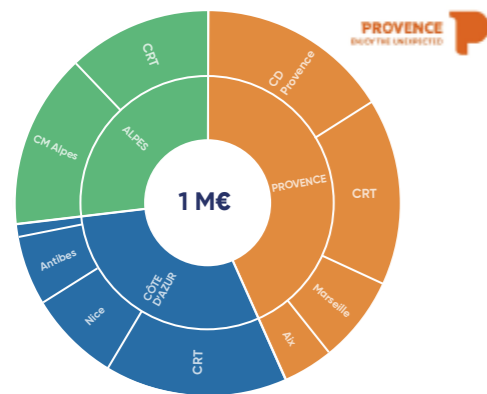 PROVENCE
ENJOY THE UNEXPECTED
CRT
CD
Provence
CM Alpes
ALPES
PROVENCE
CRT
1 M€
Antibes
CÔTE
D'AZUR
Nice
CRT
Marseille
Aix